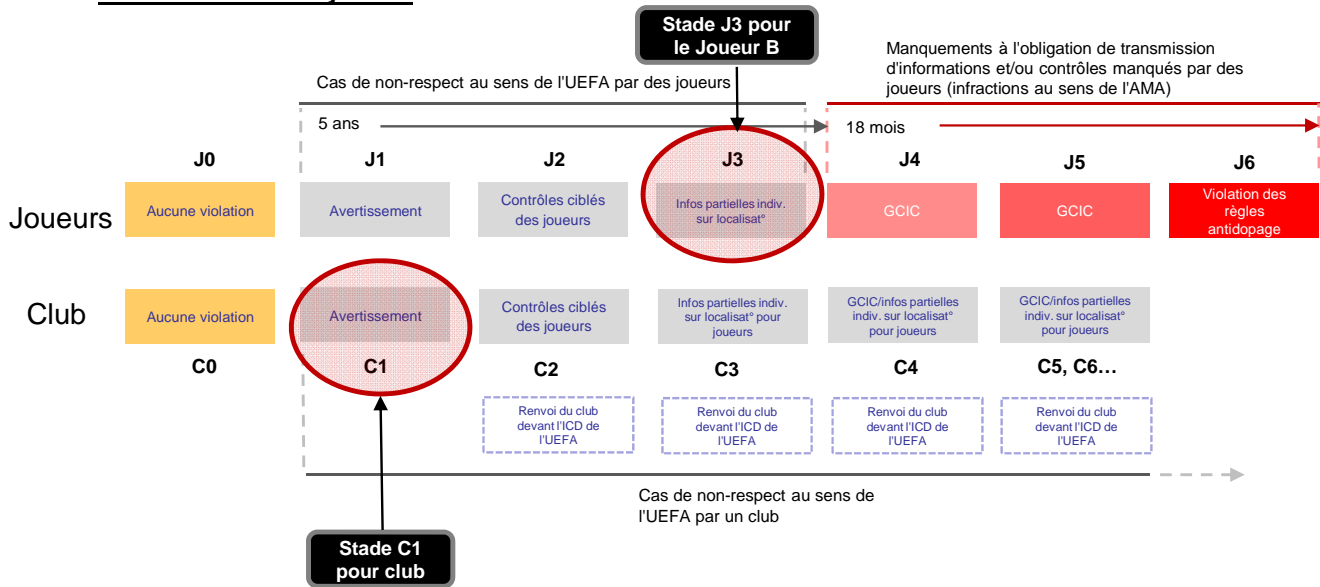 Stade J3 pour
le Joueur B
Manquements à l'obligation de transmission
d'informations et/ou contrôles manqués par des
joueurs (infractions au sens de l'AMA)
Cas de non-respect au sens de l'UEFA par des joueurs
5 ans
18 mois
J0
J1
J2
J3
J4
J5
J6
Joueurs
Aucune violation
Avertissement
Contrôles ciblés
des joueurs
Infos partielles indiv.
sur localisat°
GCIC
GCIC
Violation des
règles
antidopage
Club
Aucune violation
Avertissement
Contrôles ciblés
des joueurs
Infos partielles indiv.
sur localisat° pour
joueurs
GCIC/infos partielles
indiv. sur localisat°
pour joueurs
GCIC/infos partielles
indiv. sur localisat°
pour joueurs
C0
C1
C2
C3
C4
C5, C6…
Renvoi du club
devant l'ICD de
l'UEFA
Renvoi du club
devant l'ICD de
l'UEFA
Renvoi du club
devant l'ICD de
l'UEFA
Renvoi du club
devant l'ICD de
l'UEFA
Cas de non-respect au sens de
l'UEFA par un club
Stade C1
pour club